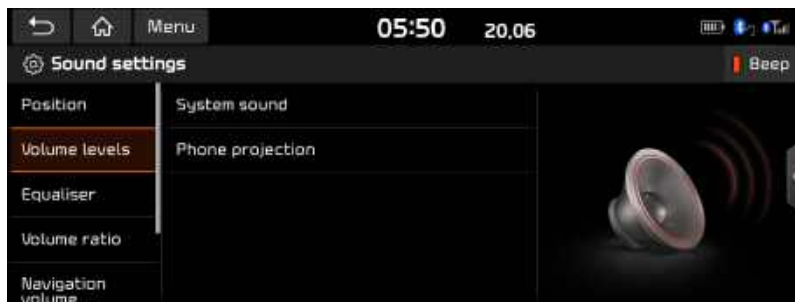 Menu
05:50
20.06
Sound settings
Beep
Position
System sound
Volume levels
Phone projection
Equaliser
Volume ratio
Navigation
volume